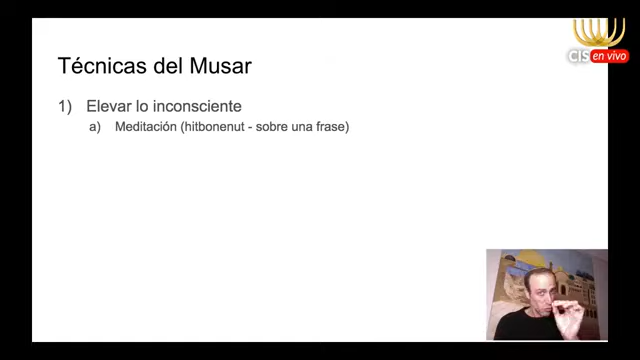 CIS en vivo
Técnicas del Musar
1) Elevar lo inconsciente
a) Meditación (hitbonenut - sobre una frase)